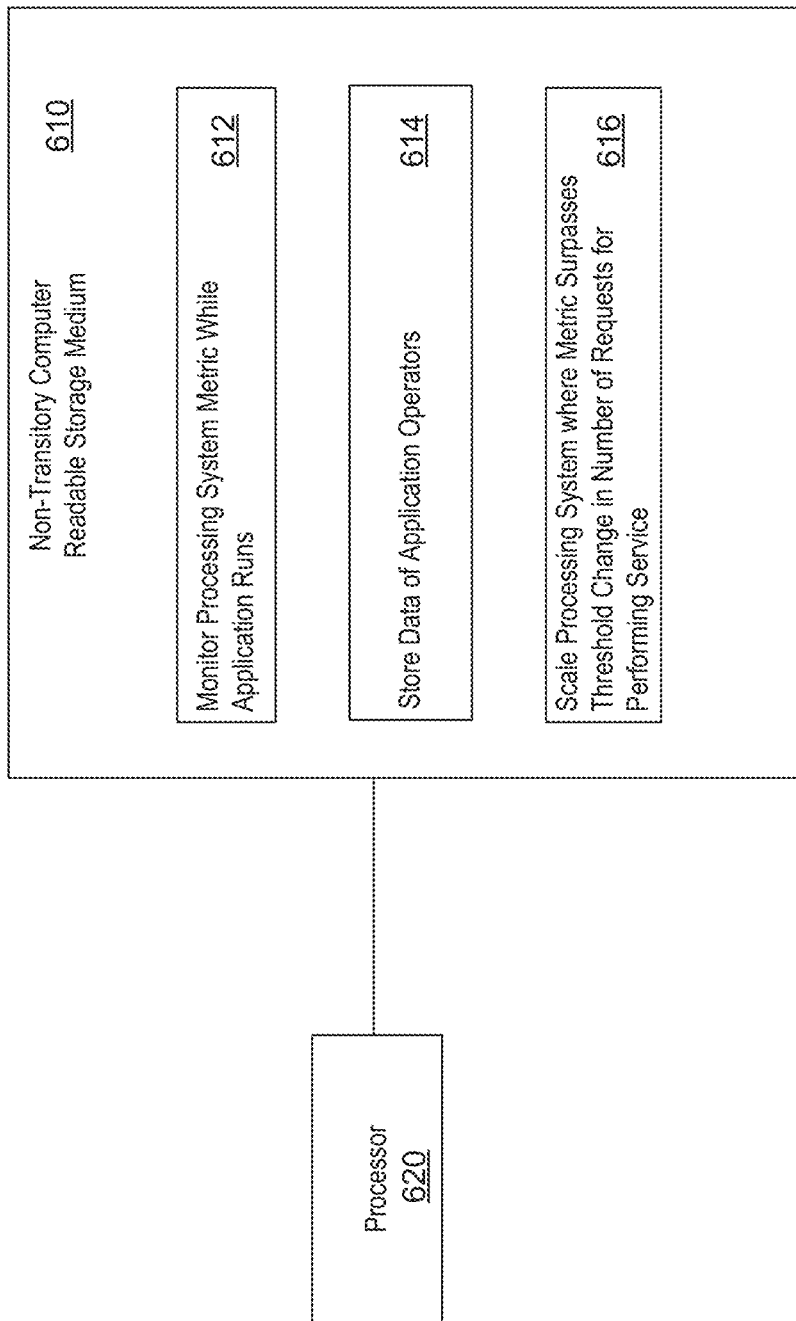 Non-Transitory Computer
Readable Storage Medium
610
Monitor Processing System Metric While
Application Runs
612
Store Data of Application Operators
614
Scale Processing System where Metric Surpasses
Threshold Change in Number of Requests for
Performing Service
616
Processor
620